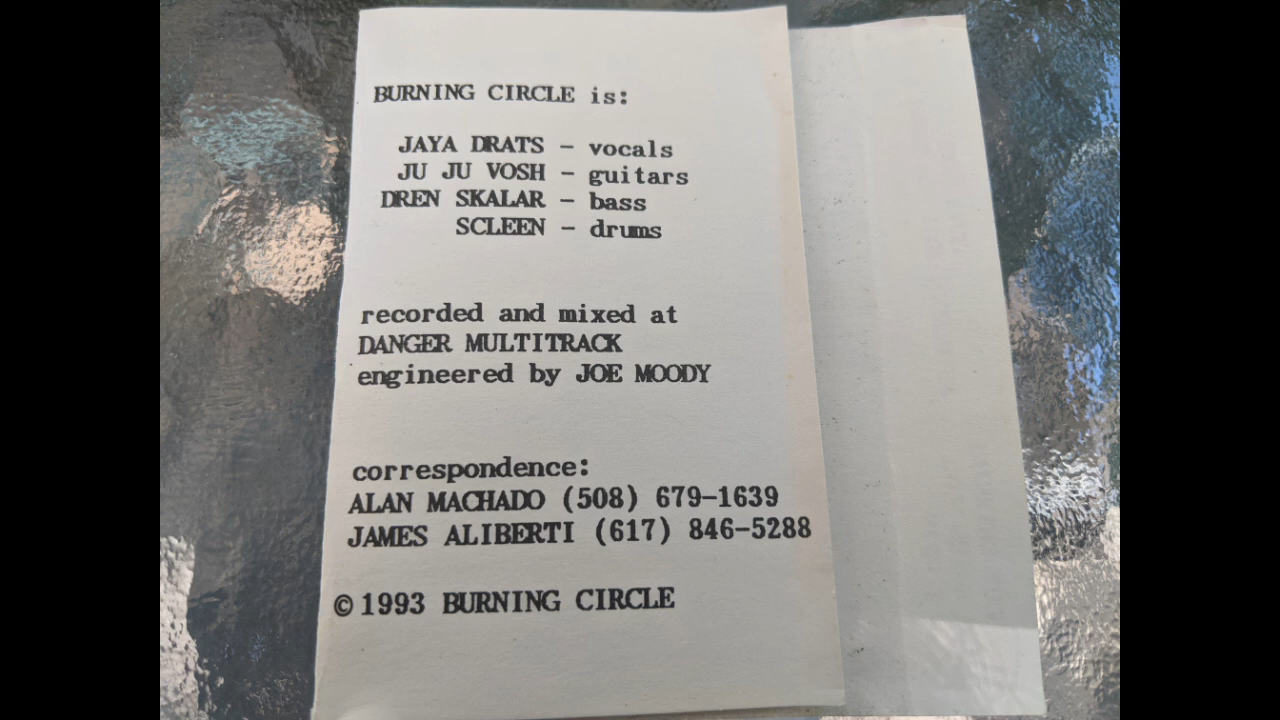 BURNING CIRCLE is:
JAYA DRATS - vocals
JU JU VOSH - guitars
DREN SKALAR - bass
SCLEEN - drums
recorded and mixed at
DANGER MULTITRACK
engineered by JOE MOODY
correspondence:
ALAN MACHADO (508) 679-1639
JAMES ALIBERTI (617) 846-5288
© 1993 BURNING CIRCLE